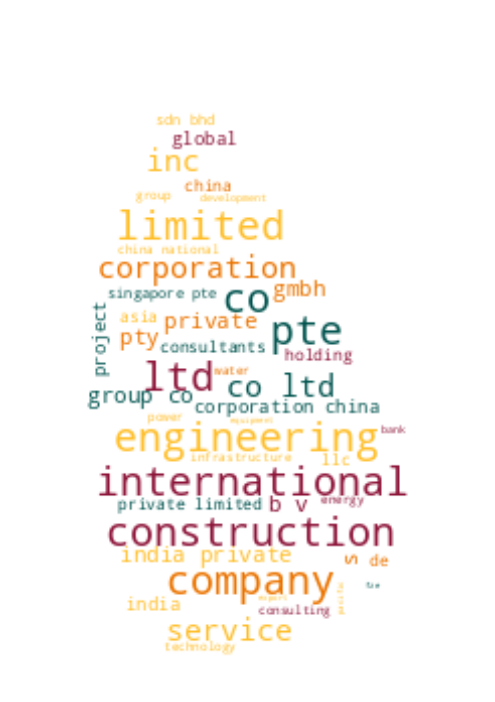 sdn bhd
global
inc
china
group development
limited
china national
corporation
gmbh
singapore pte
co
project
asia private
pty
pte
consultants
holding
ltd
water
co ltd
group co
corporation china
power
equipment
engineering
bank
infrastructure
llc
international
private limited
b v
energy
construction
india private
s de
company
india
consulting
pacific
service
technology